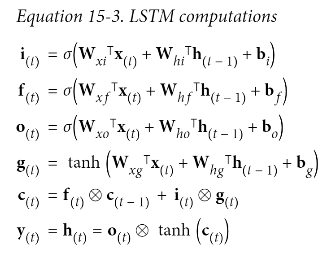 Equation 15-3. LSTM computations
i(t) = σ(Wxi⊤x(t) + Whi⊤h(t – 1) + bi)
f(t) = σ(Wxf⊤x(t) + Whf⊤h(t – 1) + bf)
o(t) = σ(Wxo⊤x(t) + Who⊤h(t – 1) + bo)
g(t) = tanh (Wxg⊤x(t) + Whg⊤h(t – 1) + bg)
c(t) = f(t) ⊗ c(t – 1) + i(t) ⊗ g(t)
y(t) = h(t) = o(t) ⊗ tanh (c(t))